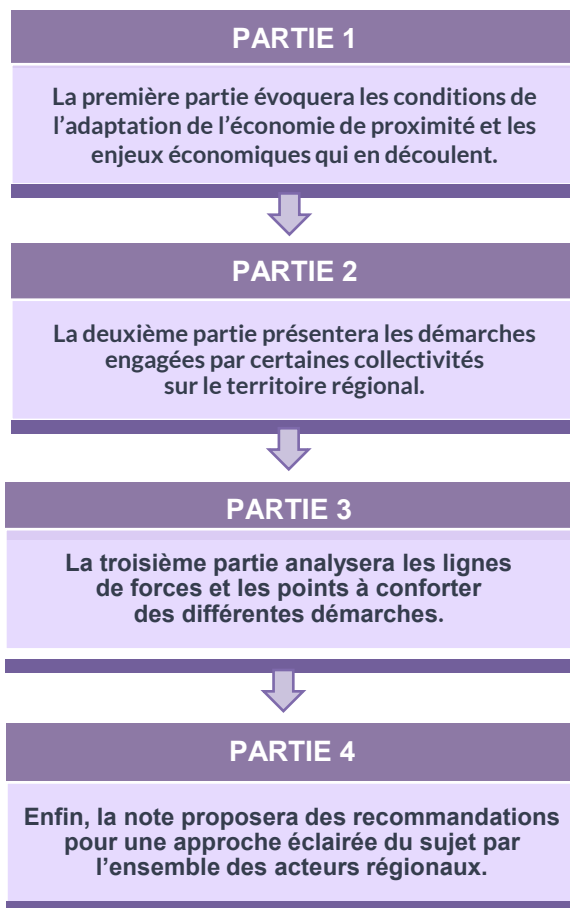 PARTIE 1
La première partie évoquera les conditions de
l’adaptation de l’économie de proximité et les
enjeux économiques qui en découlent.
PARTIE 2
La deuxième partie présentera les démarches
engagées par certaines collectivités
sur le territoire régional.
PARTIE 3
La troisième partie analysera les lignes
de forces et les points à conforter
des différentes démarches.
PARTIE 4
Enfin, la note proposera des recommandations
pour une approche éclairée du sujet par
l’ensemble des acteurs régionaux.